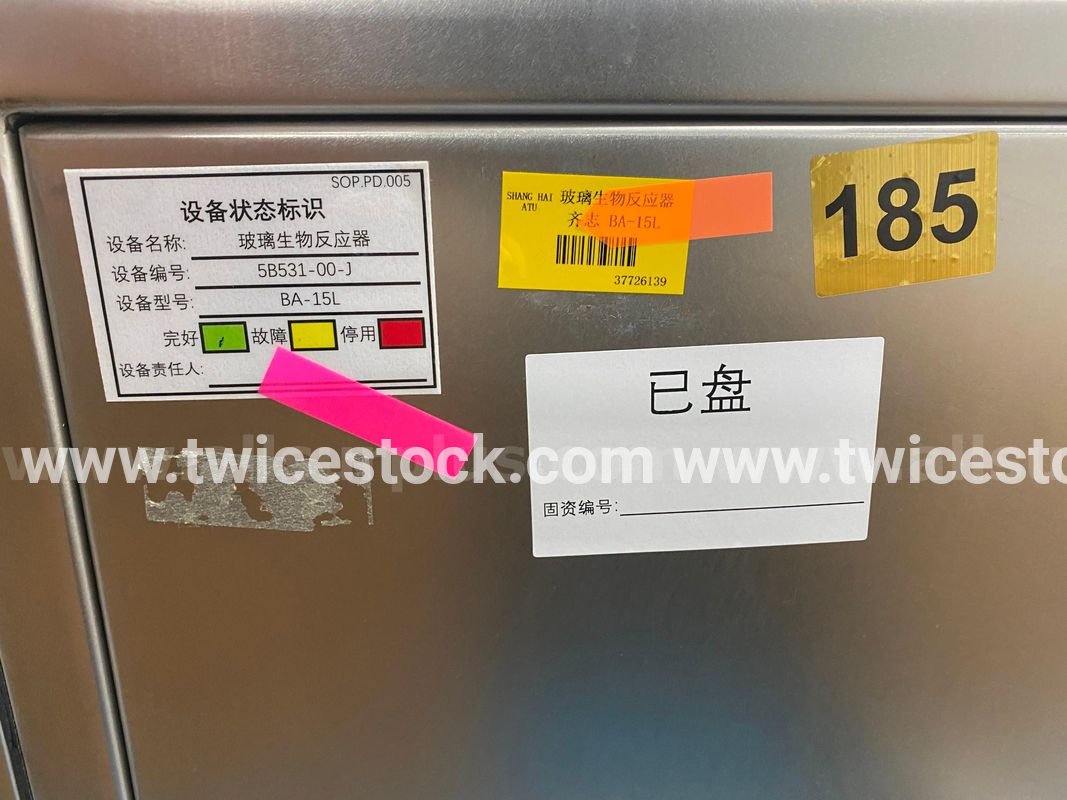 SOP.PD.005
设备状态标识
设备名称: 玻璃生物反应器
设备编号: 5B531-00-J
设备型号: BA-15L
完好 故障 停用
设备责任人:
SHANG HAI 玻璃生物反应器
ATU 齐志 BA-15L
37726139
185
已盘
固资编号:
www.twicestock.com www.twicesto